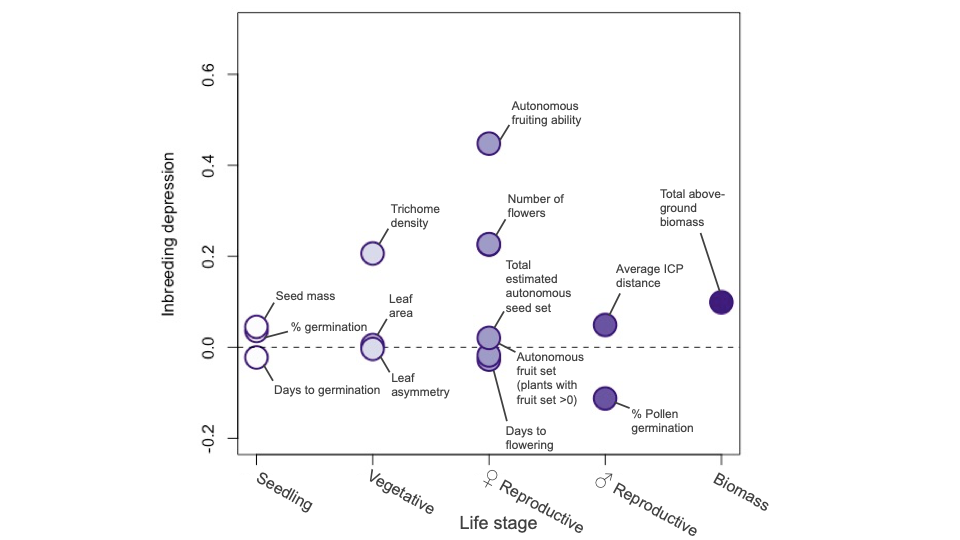 Inbreeding depression
0.6
0.4
0.2
0.0
-0.2
Autonomous
fruiting ability
Number of
flowers
Trichome
density
Total above-
ground
biomass
Total
estimated
autonomous
seed set
Average ICP
distance
Seed mass
Leaf
area
% germination
Days to germination
Leaf
asymmetry
Autonomous
fruit set
(plants with
fruit set >0)
Days to
flowering
% Pollen
germination
Seedling
Vegetative
♀ Reproductive
♂ Reproductive
Biomass
Life stage